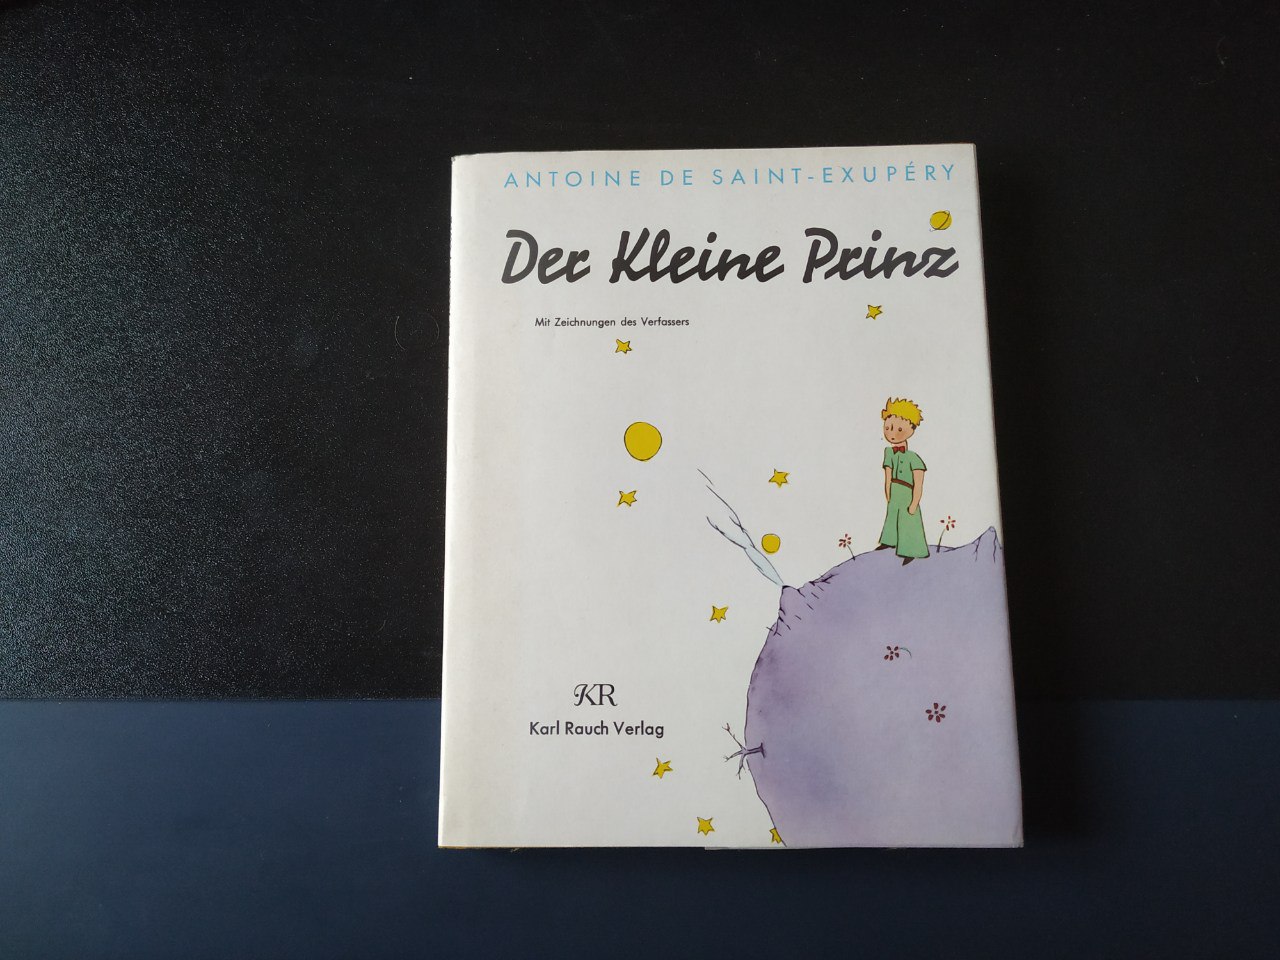 ANTOINE DE SAINT-EXUPÉRY
Der Kleine Prinz
Mit Zeichnungen des Verfassers
KR
Karl Rauch Verlag